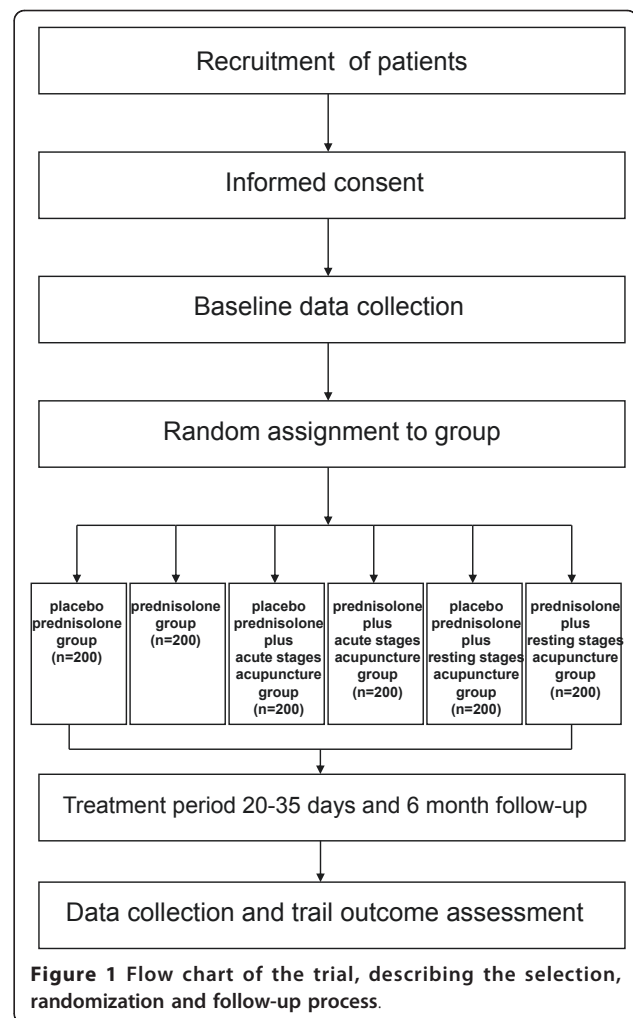 Recruitment of patients
Informed consent
Baseline data collection
Random assignment to group
placebo
prednisolone
group
(n=200)
prednisolone
group
(n=200)
placebo
prednisolone
plus
acute stages
acupuncture
group
(n=200)
prednisolone
plus
acute stages
acupuncture
group
(n=200)
placebo
prednisolone
plus
resting stages
acupuncture
group
(n=200)
prednisolone
plus
resting stages
acupuncture
group
(n=200)
Treatment period 20-35 days and 6 month follow-up
Data collection and trail outcome assessment
Figure 1 Flow chart of the trial, describing the selection,
randomization and follow-up process.